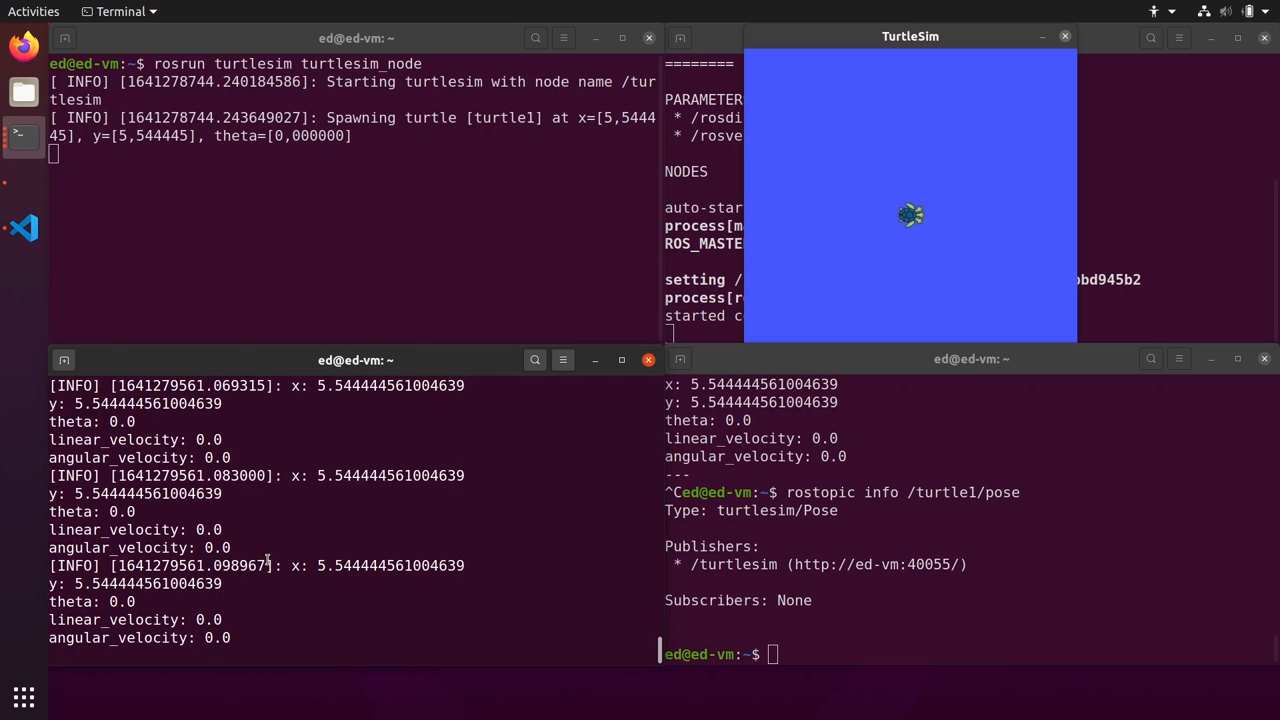 Activities
Terminal
ed@ed-vm: ~
ed@ed-vm:~$ rosrun turtlesim turtlesim_node
[ INFO] [1641278744.240184586]: Starting turtlesim with node name /tur
tlesim
[ INFO] [1641278744.243649027]: Spawning turtle [turtle1] at x=[5,5444
45], y=[5,544445], theta=[0,000000]
TurtleSim
========
PARAMETER
* /rosdi
* /rosve
NODES
auto-star
process[m
ROS_MASTE
setting / bbd945b2
process[r
started c
ed@ed-vm: ~
[INFO] [1641279561.069315]: x: 5.544444561004639
y: 5.544444561004639
theta: 0.0
linear_velocity: 0.0
angular_velocity: 0.0
[INFO] [1641279561.083000]: x: 5.544444561004639
y: 5.544444561004639
theta: 0.0
linear_velocity: 0.0
angular_velocity: 0.0
[INFO] [1641279561.098967]: x: 5.544444561004639
y: 5.544444561004639
theta: 0.0
linear_velocity: 0.0
angular_velocity: 0.0
ed@ed-vm: ~
x: 5.544444561004639
y: 5.544444561004639
theta: 0.0
linear_velocity: 0.0
angular_velocity: 0.0
---
^Ced@ed-vm:~$ rostopic info /turtle1/pose
Type: turtlesim/Pose
Publishers:
* /turtlesim (http://ed-vm:40055/)
Subscribers: None
ed@ed-vm:~$